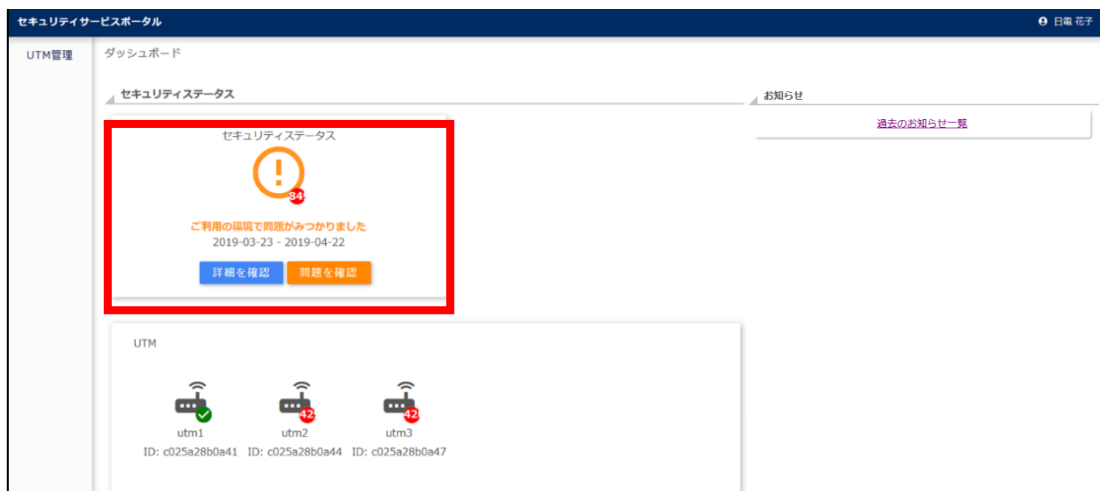 セキュリティサービスポータル
日電 花子
UTM管理
ダッシュボード
セキュリティステータス
お知らせ
過去のお知らせ一覧
セキュリティステータス
84
ご利用の環境で問題がみつかりました
2019-03-23 - 2019-04-22
詳細を確認 問題を確認
UTM
42 42
utm1 utm2 utm3
ID: c025a28b0a41 ID: c025a28b0a44 ID: c025a28b0a47